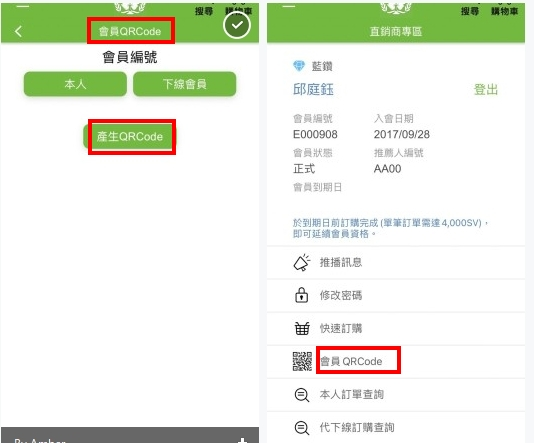 搜尋 購物車
會員QRCode
會員編號
本人
下線會員
產生QRCode
By Amber
搜尋 購物車
直銷商專區
藍鑽
邱庭鈺
登出
會員編號 入會日期
E000908 2017/09/28
會員狀態 推薦人編號
正式 AA00
會員到期日
於到期日前訂購完成 (單筆訂單需達 4,000SV)，
即可延續會員資格。
推播訊息
修改密碼
快速訂購
會員 QRCode
本人訂單查詢
代下線訂購查詢